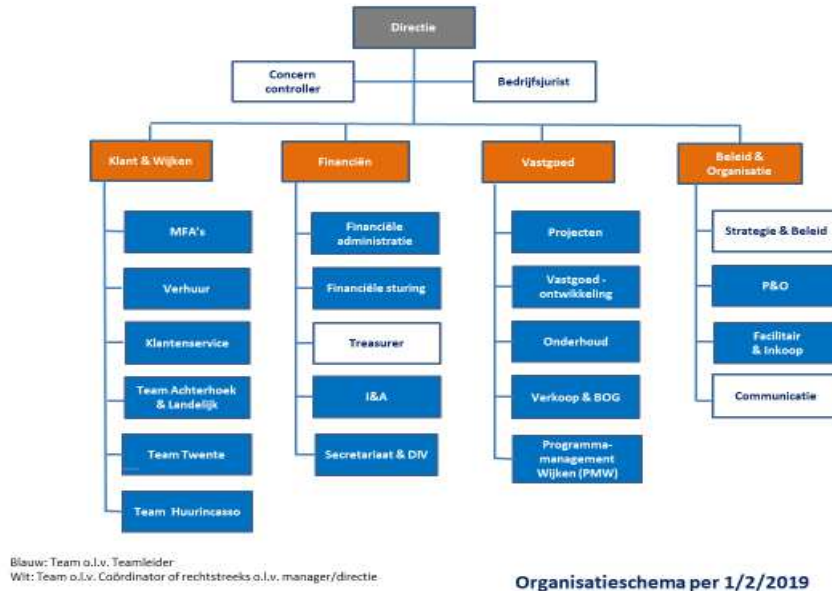 Directie
Concern
controller
Bedrijfsjurist
Klant & Wijken
Financiën
Vastgoed
Beleid &
Organisatie
MFA's
Verhuur
Klantenservice
Team Achterhoek
& Landelijk
Team Twente
Team Huurincasso
Financiële
administratie
Financiële sturing
Treasurer
I&A
Secretariaat & DIV
Projecten
Vastgoed -
ontwikkeling
Onderhoud
Verkoop & BOG
Programma-
management
Wijken (PMW)
Strategie & Beleid
P&O
Facilitair
& Inkoop
Communicatie
Blauw: Team o.l.v. Teamleider
Wit: Team o.l.v. Coördinator of rechtstreeks o.l.v. manager/directie
Organisatieschema per 1/2/2019